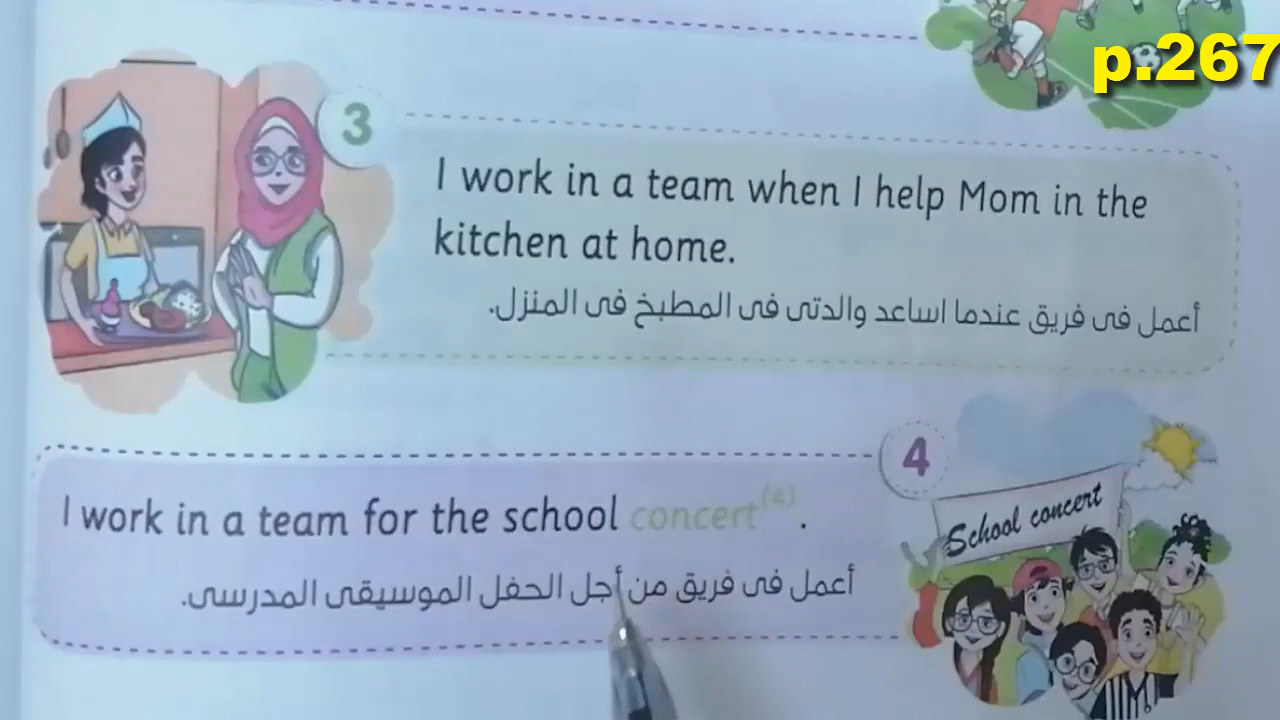 p.267
3
I work in a team when I help Mom in the
kitchen at home.
أعمل فى فريق عندما اساعد والدتى فى المطبخ فى المنزل.
4
I work in a team for the school concert(4).
أعمل فى فريق من أجل الحفل الموسيقى المدرسى.
School concert